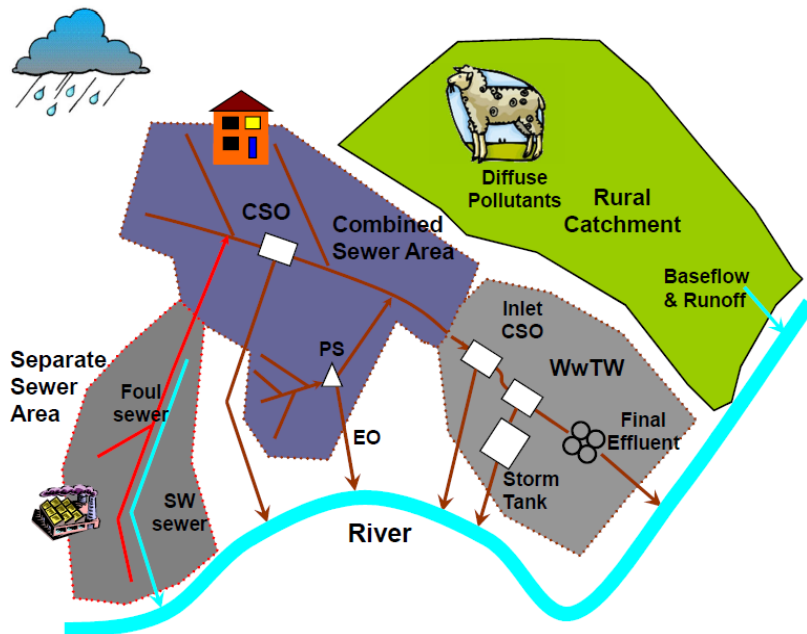 Diffuse
Pollutants
Rural
Catchment
CSO
Combined
Sewer Area
Baseflow
& Runoff
Inlet
CSO
PS
WwTW
Separate
Sewer
Area
Foul
sewer
EO
Final
Effluent
Storm
Tank
SW
sewer
River